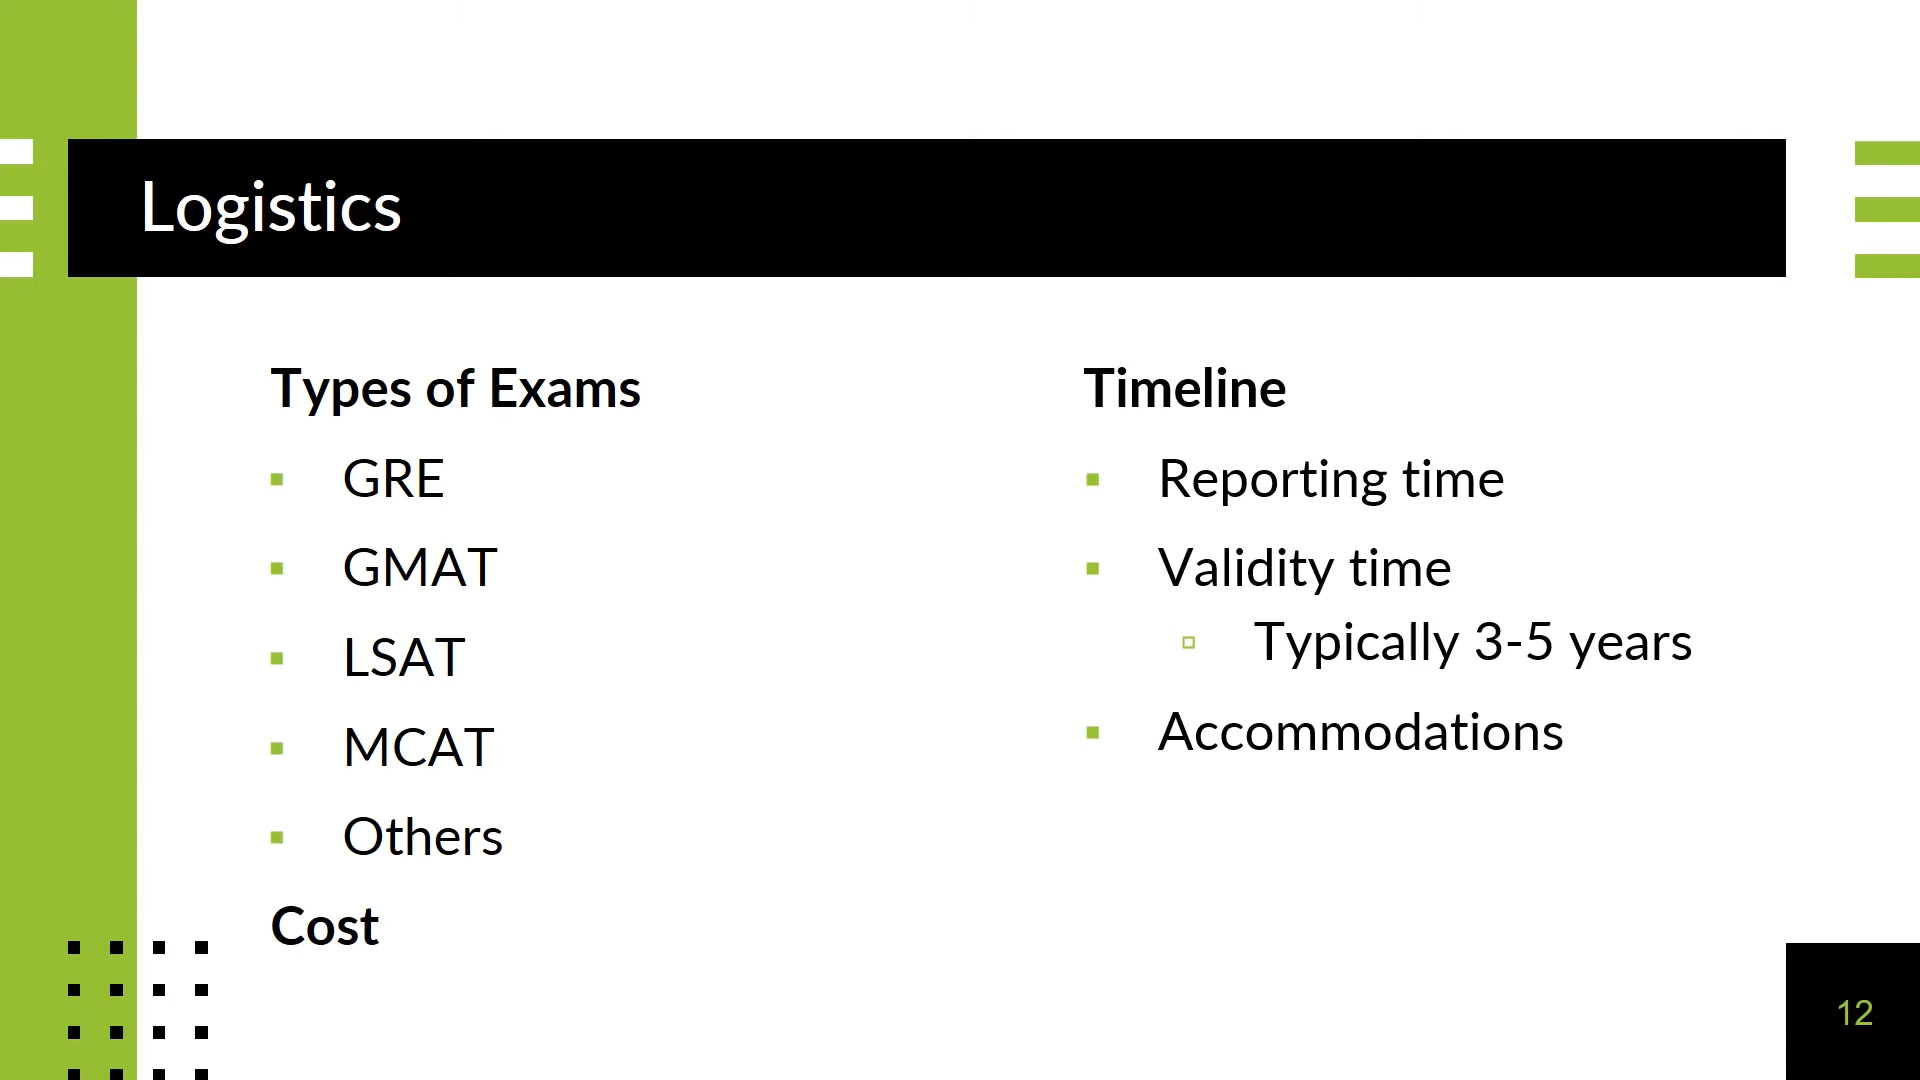 Logistics
Types of Exams
GRE
GMAT
LSAT
MCAT
Others
Cost
Timeline
Reporting time
Validity time
Typically 3-5 years
Accommodations
12